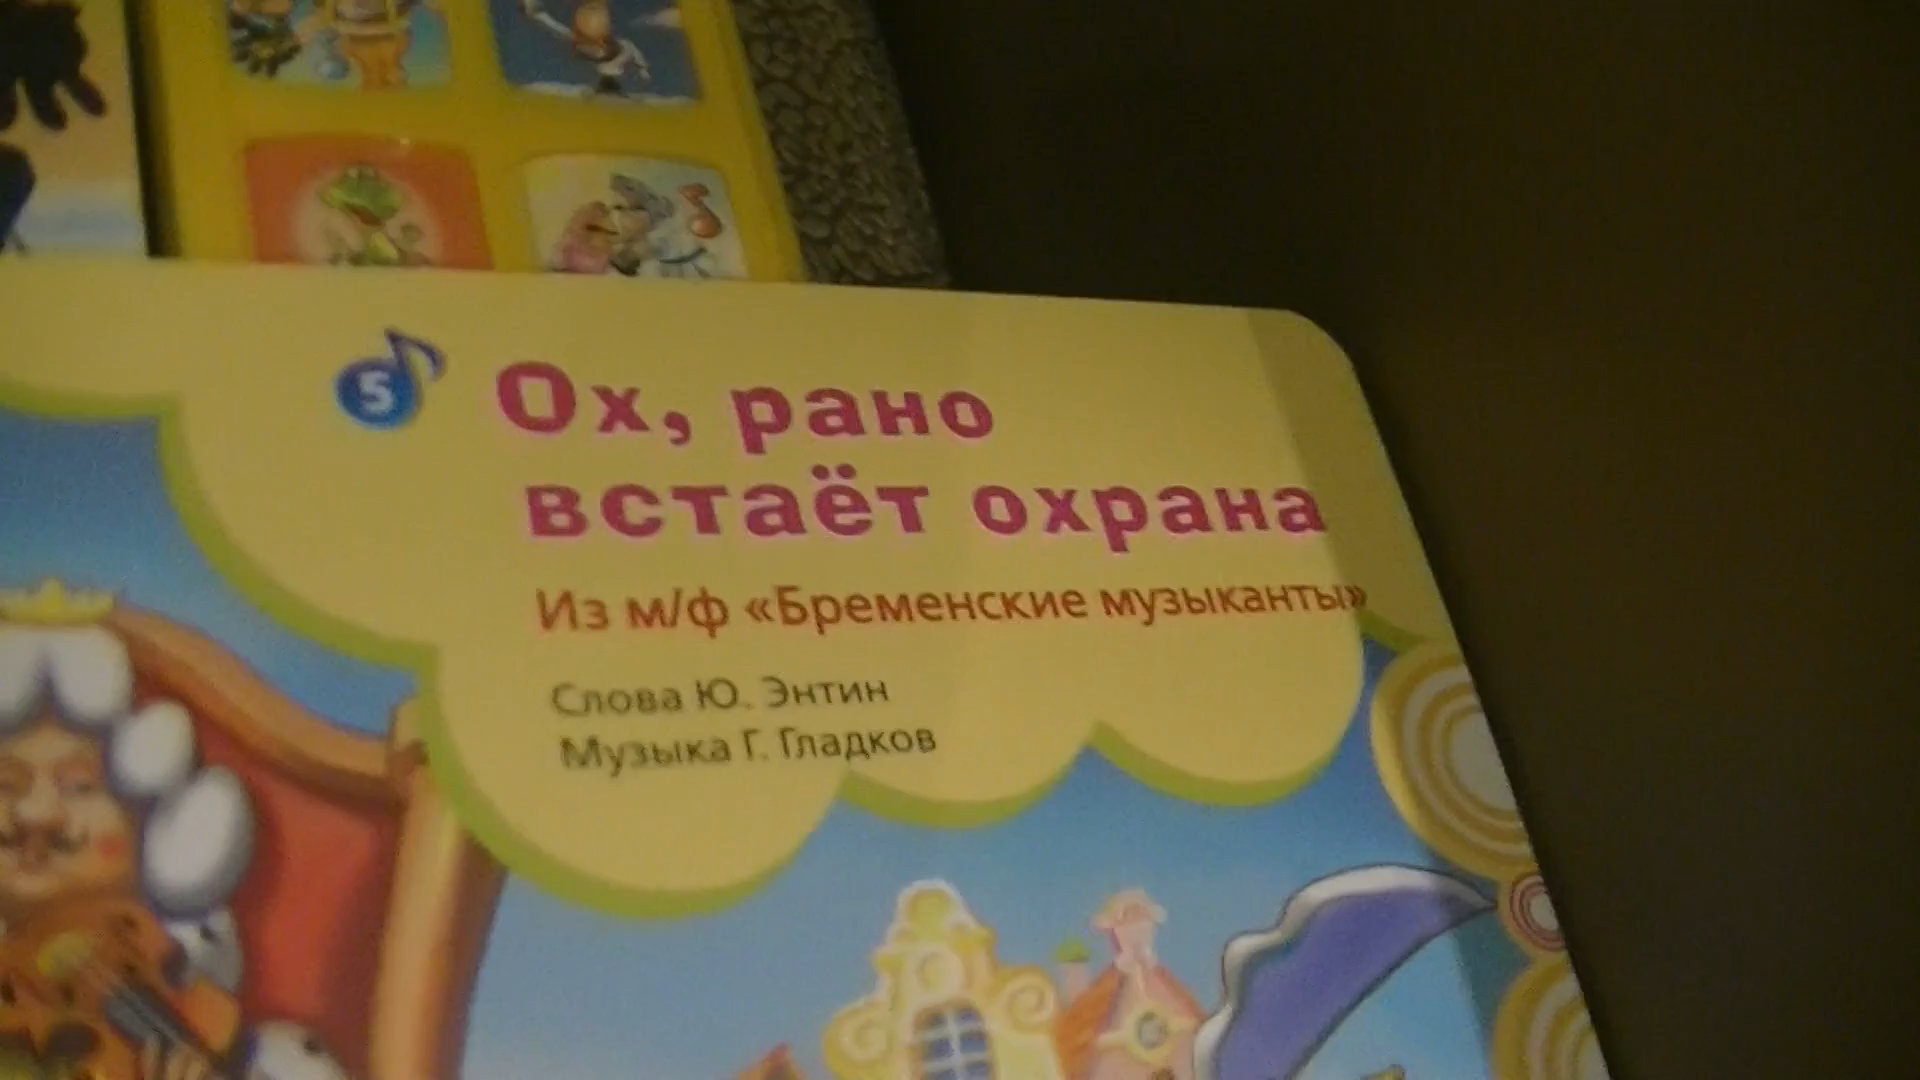 5
Ох, рано
встаёт охрана
Из м/ф «Бременские музыканты»
Слова Ю. Энтин
Музыка Г. Гладков